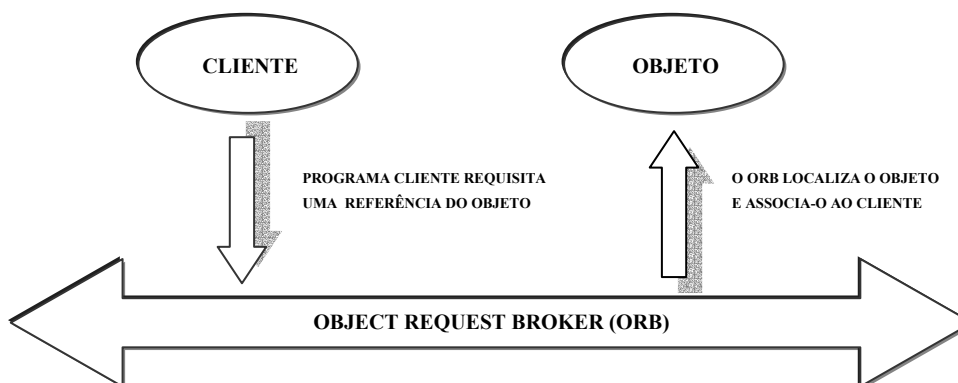 CLIENTE
OBJETO
PROGRAMA CLIENTE REQUISITA
UMA REFERÊNCIA DO OBJETO
O ORB LOCALIZA O OBJETO
E ASSOCIA-O AO CLIENTE
OBJECT REQUEST BROKER (ORB)